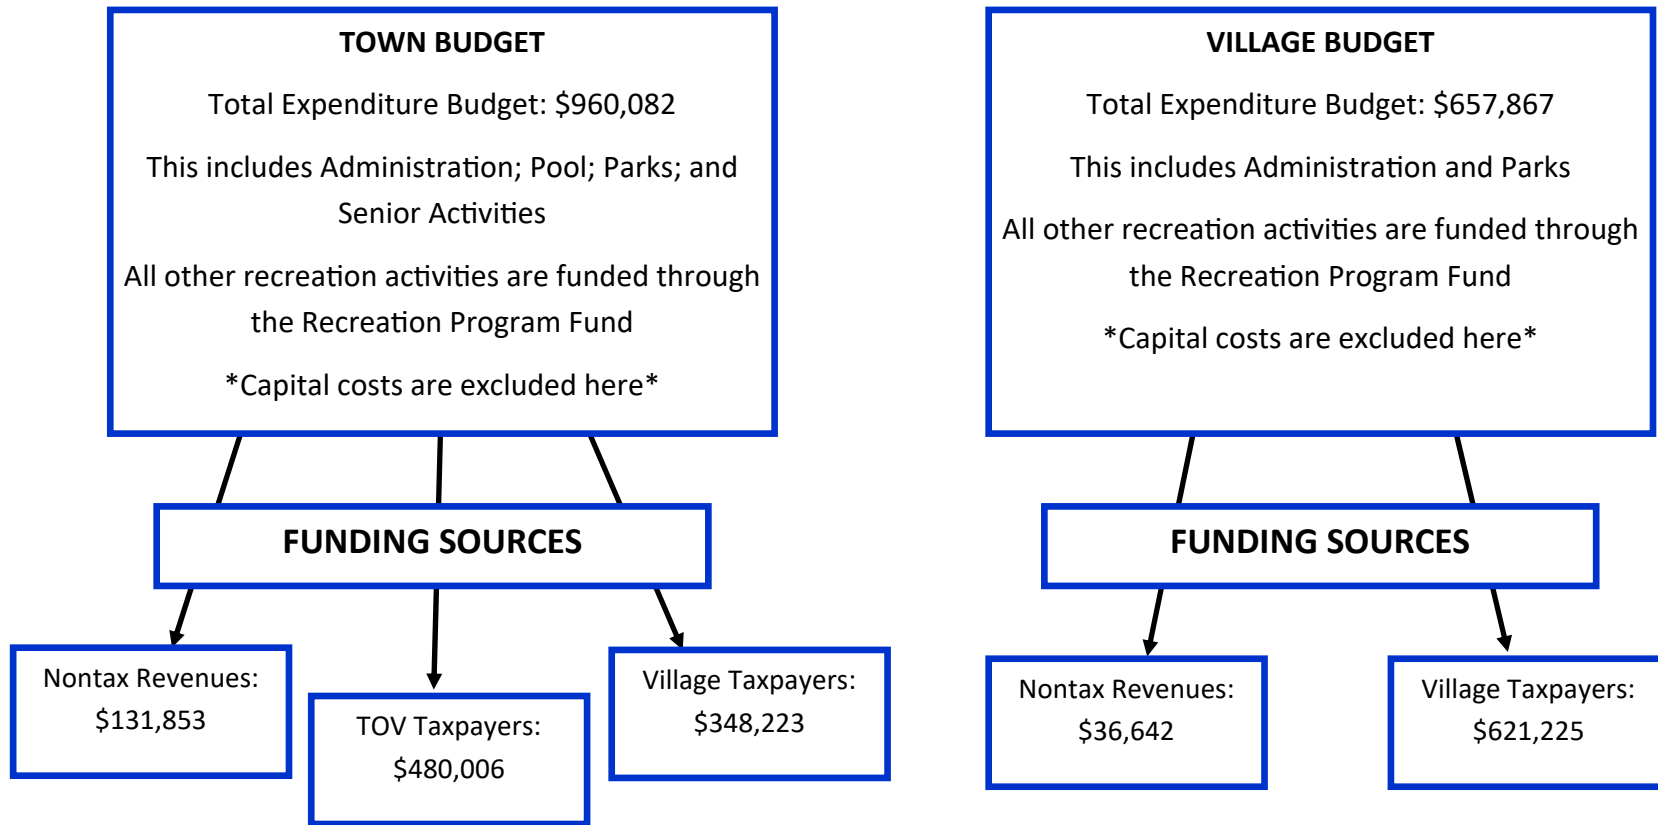 TOWN BUDGET
Total Expenditure Budget: $960,082
This includes Administration; Pool; Parks; and
Senior Activities
All other recreation activities are funded through
the Recreation Program Fund
*Capital costs are excluded here*
FUNDING SOURCES
Nontax Revenues:
$131,853
TOV Taxpayers:
$480,006
Village Taxpayers:
$348,223
VILLAGE BUDGET
Total Expenditure Budget: $657,867
This includes Administration and Parks
All other recreation activities are funded through
the Recreation Program Fund
*Capital costs are excluded here*
FUNDING SOURCES
Nontax Revenues:
$36,642
Village Taxpayers:
$621,225